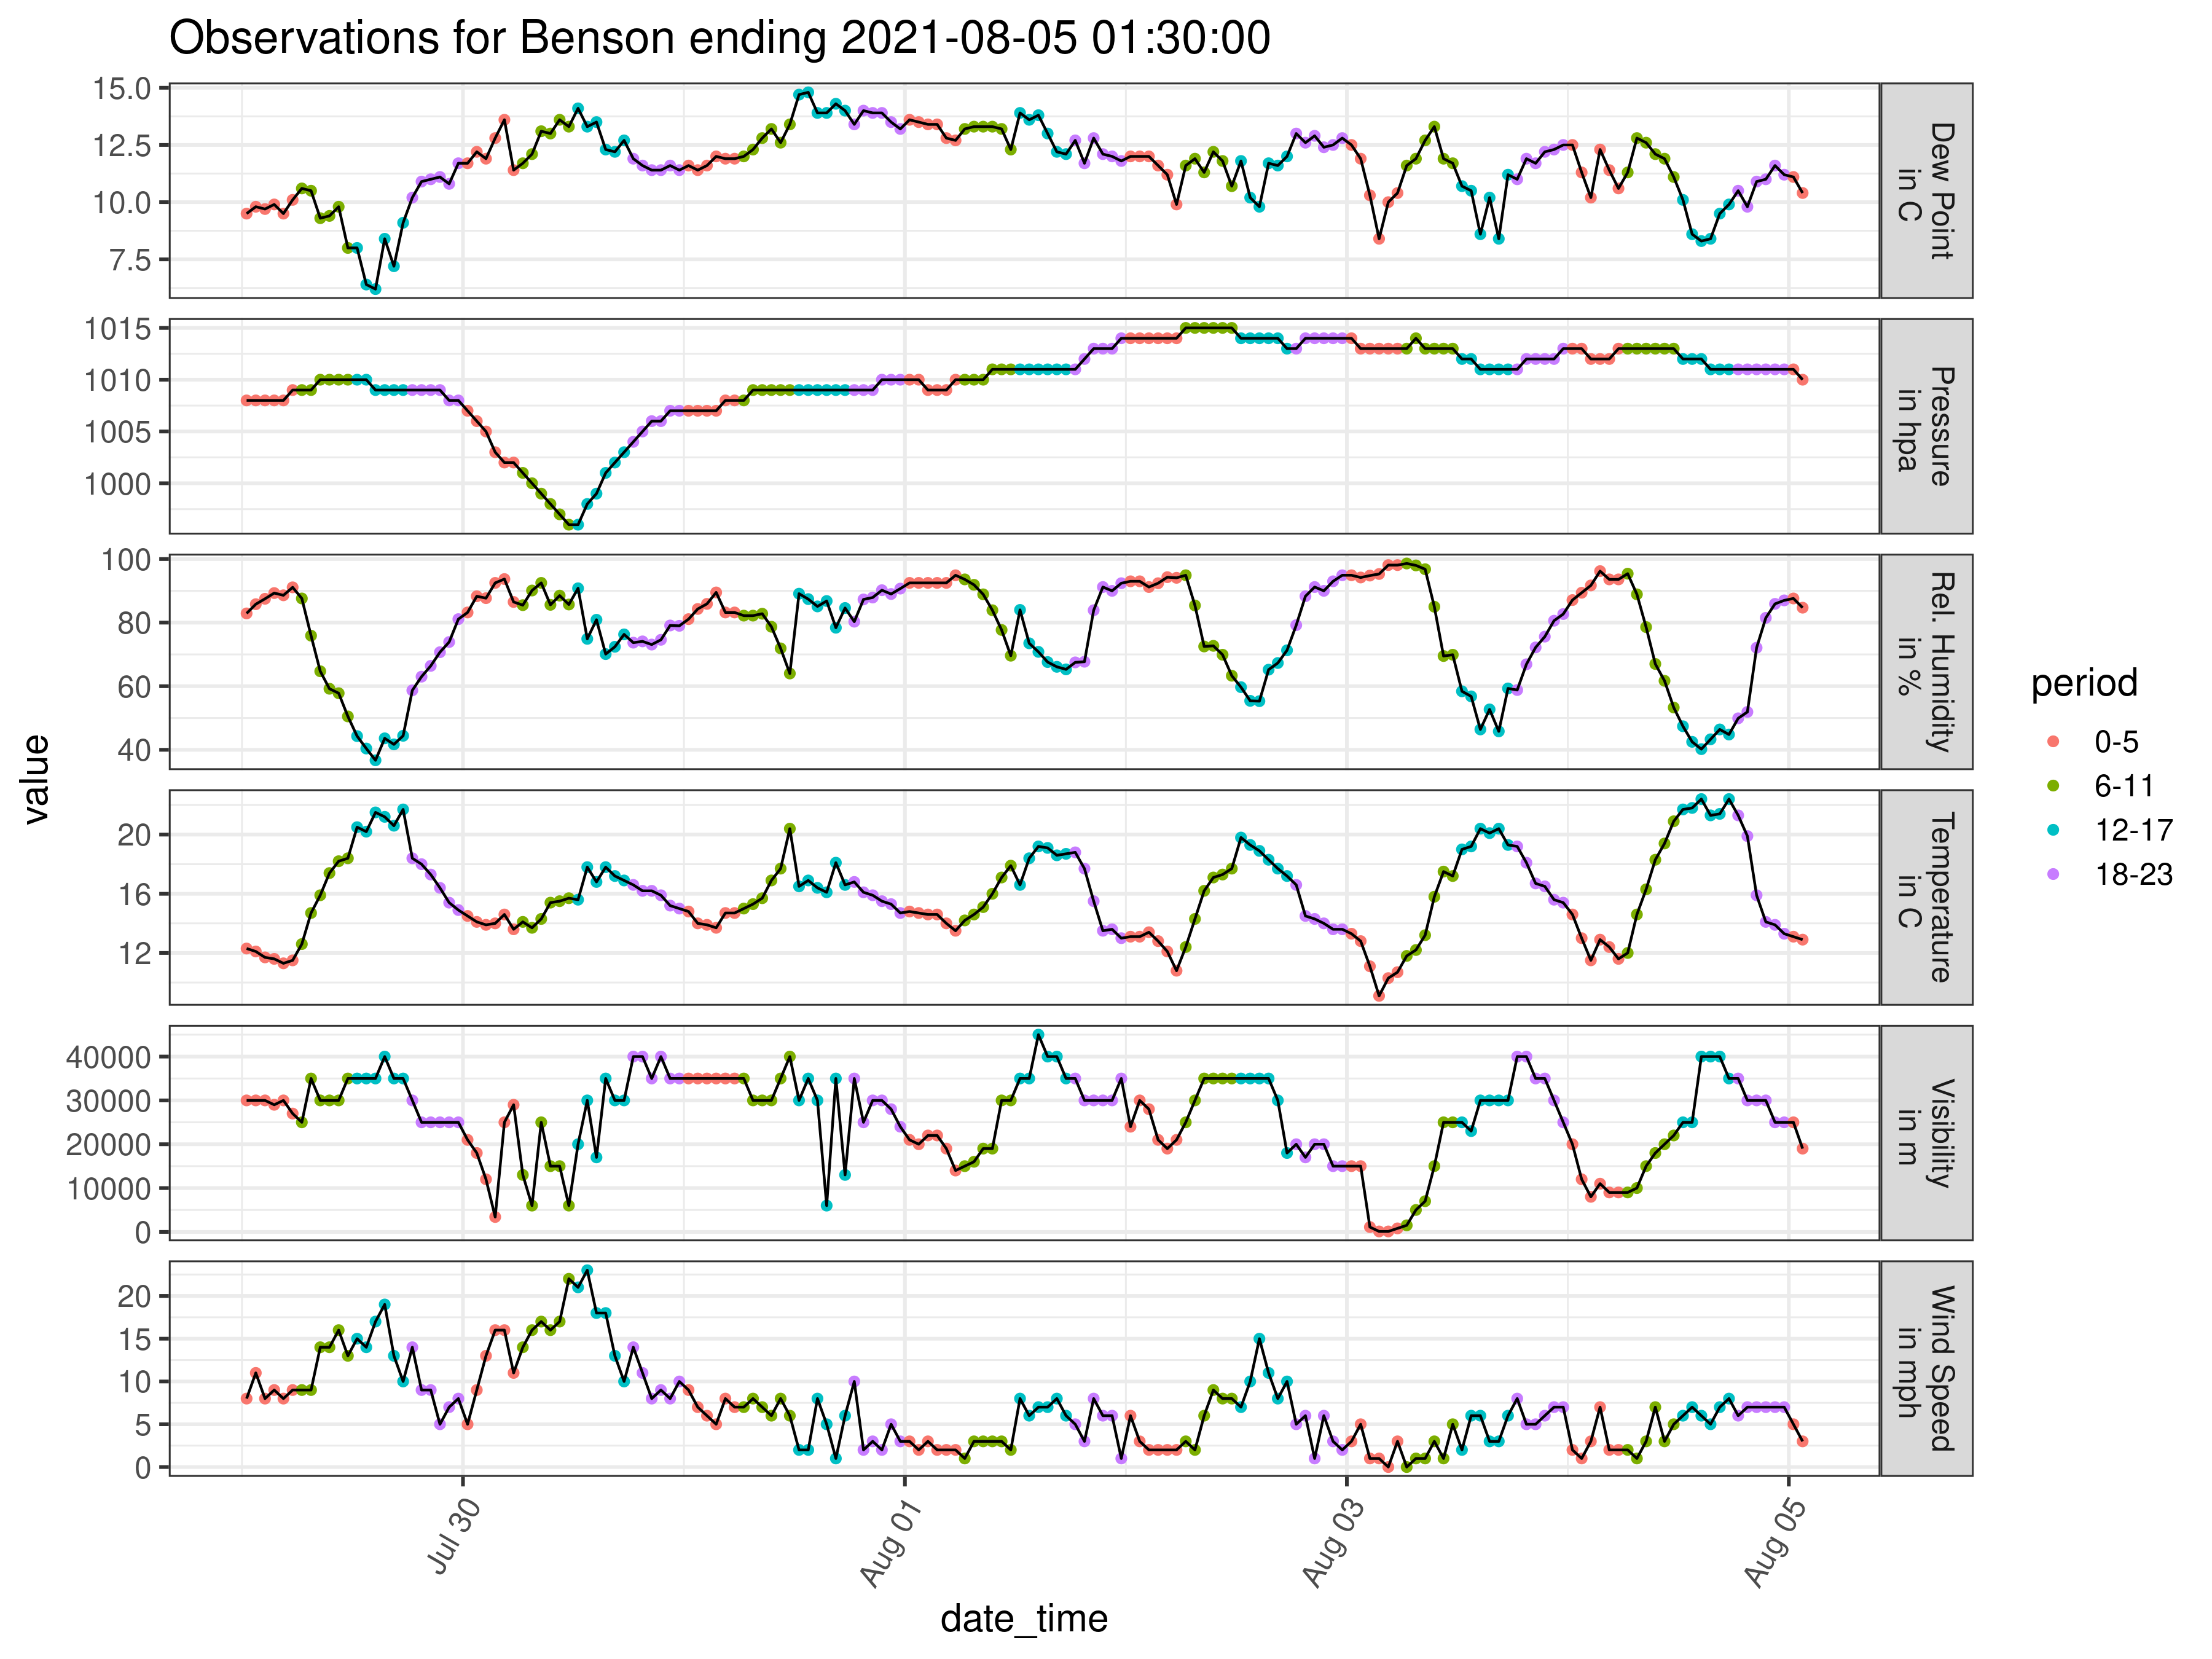 Observations for Benson ending 2021-08-05 01:30:00
15.0
12.5
10.0
7.5
Dew Point
in C
1015
1010
1005
1000
Pressure
in hpa
100
80
60
40
Rel. Humidity
in %
20
16
12
Temperature
in C
40000
30000
20000
10000
0
Visibility
in m
20
15
10
5
0
Wind Speed
in mph
Jul 30
Aug 01
Aug 03
Aug 05
date_time
value
period
0-5
6-11
12-17
18-23